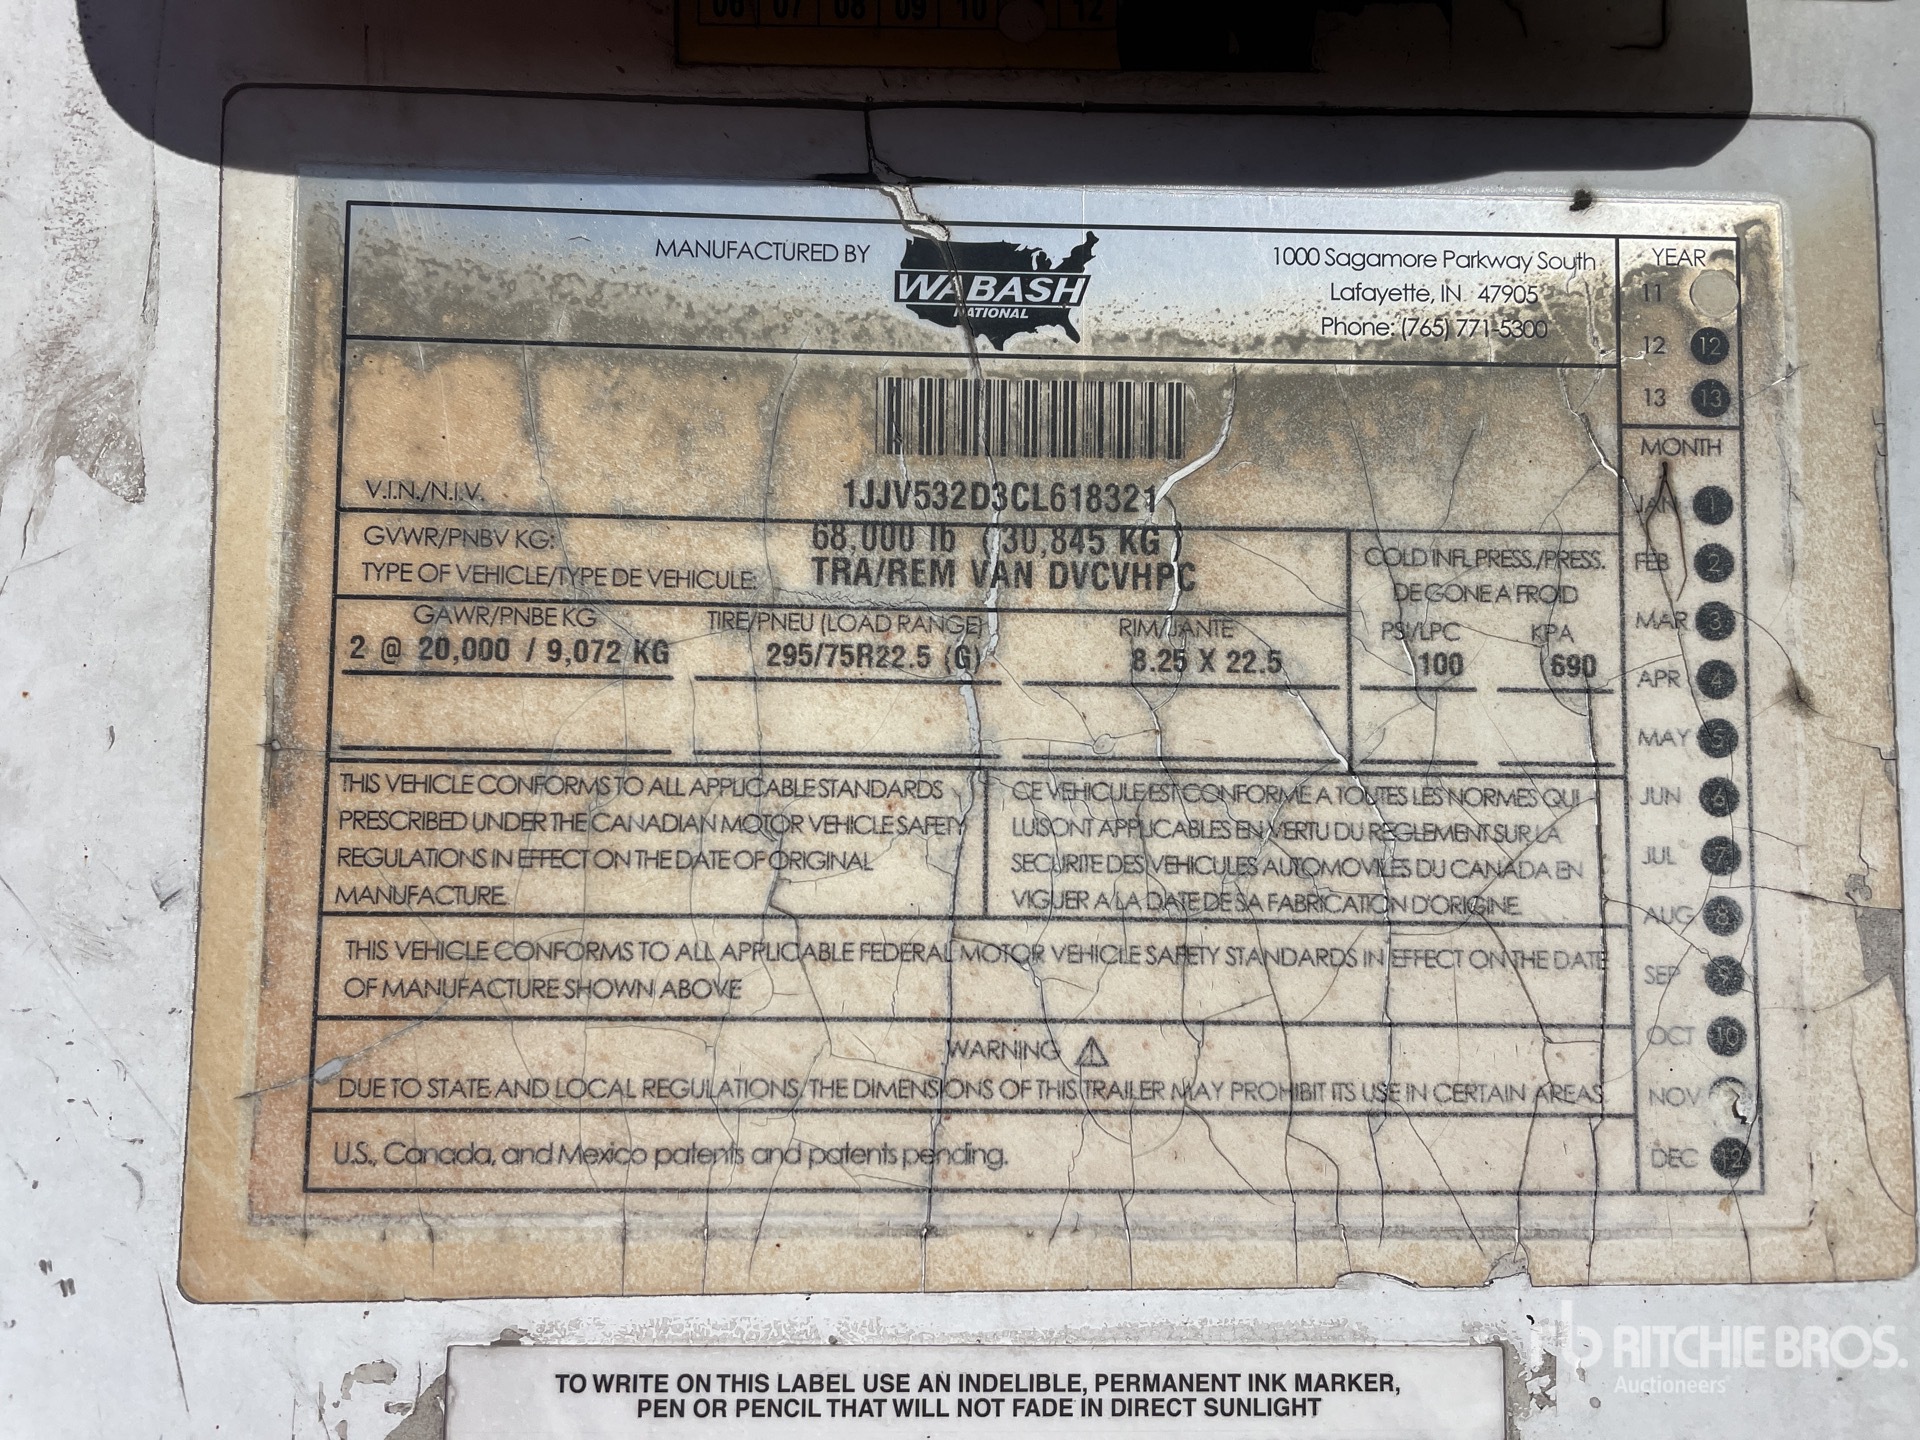 06 07 08 09 10 12
MANUFACTURED BY
WABASH
NATIONAL
1000 Sagamore Parkway South
Lafayette, IN 47905
Phone: (765) 771-5300
V.I.N./N.I.V.
1JJV532D3CL618321
GVWR/PNBV KG:
68,000 lb (30,845 KG)
TYPE OF VEHICLE/TYPE DE VEHICULE:
TRA/REM VAN DVCVHPC
COLD INFL PRESS./PRESS.
DE GONE A FROID
GAWR/PNBE KG
TIRE/PNEU (LOAD RANGE)
RIM/JANTE
PSI/LPC
KPA
2 @ 20,000 / 9,072 KG
295/75R22.5 (G)
8.25 X 22.5
100
690
THIS VEHICLE CONFORMS TO ALL APPLICABLE STANDARDS
PRESCRIBED UNDER THE CANADIAN MOTOR VEHICLE SAFETY
REGULATIONS IN EFFECT ON THE DATE OF ORIGINAL
MANUFACTURE.
CE VEHICULE EST CONFORME A TOUTES LES NORMES QUI
LUI SONT APPLICABLES EN VERTU DU REGLEMENT SUR LA
SECURITE DES VEHICULES AUTOMOVILES DU CANADA EN
VIGUER A LA DATE DE SA FABRICATION D'ORIGINE
THIS VEHICLE CONFORMS TO ALL APPLICABLE FEDERAL MOTOR VEHICLE SAFETY STANDARDS IN EFFECT ON THE DATE
OF MANUFACTURE SHOWN ABOVE
WARNING
DUE TO STATE AND LOCAL REGULATIONS, THE DIMENSIONS OF THIS TRAILER MAY PROHIBIT ITS USE IN CERTAIN AREAS
U.S., Canada, and Mexico patents and patents pending.
YEAR
11
12 12
13 13
MONTH
JAN 1
FEB 2
MAR 3
APR 4
MAY 5
JUN 6
JUL 7
AUG 8
SEP 9
OCT 10
NOV
DEC 12
TO WRITE ON THIS LABEL USE AN INDELIBLE, PERMANENT INK MARKER,
PEN OR PENCIL THAT WILL NOT FADE IN DIRECT SUNLIGHT
rb RITCHIE BROS.
Auctioneers